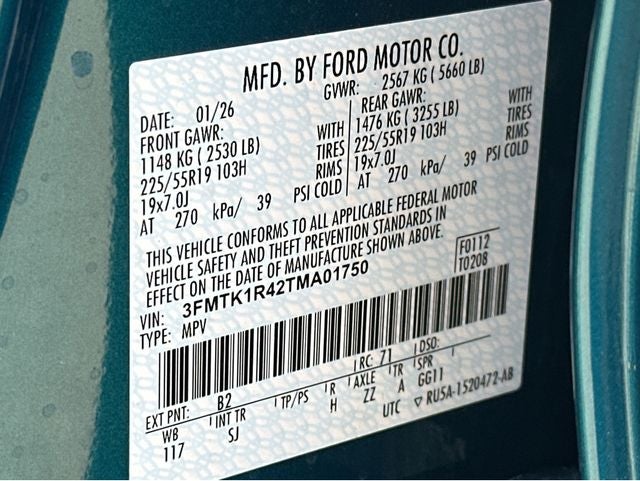 MFD. BY FORD MOTOR CO.
DATE: 01/26 GVWR: 2567 KG ( 5660 LB)
FRONT GAWR: REAR GAWR:
1148 KG ( 2530 LB) WITH 1476 KG ( 3255 LB) WITH
225/55R19 103H TIRES 225/55R19 103H TIRES
19x7.0J RIMS 19x7.0J RIMS
AT 270 kPa/ 39 PSI COLD AT 270 kPa/ 39 PSI COLD
THIS VEHICLE CONFORMS TO ALL APPLICABLE FEDERAL MOTOR
VEHICLE SAFETY AND THEFT PREVENTION STANDARDS IN
EFFECT ON THE DATE OF MANUFACTURE SHOWN ABOVE.
VIN: 3FMTK1R42TMA01750 F0112
TYPE: MPV T0208
EXT PNT: B2 RC: 71 DSO:
WB INT TR TP/PS R AXLE TR SPR
117 SJ H ZZ A GG11
UTC ▽ RU5A-1520472-AB